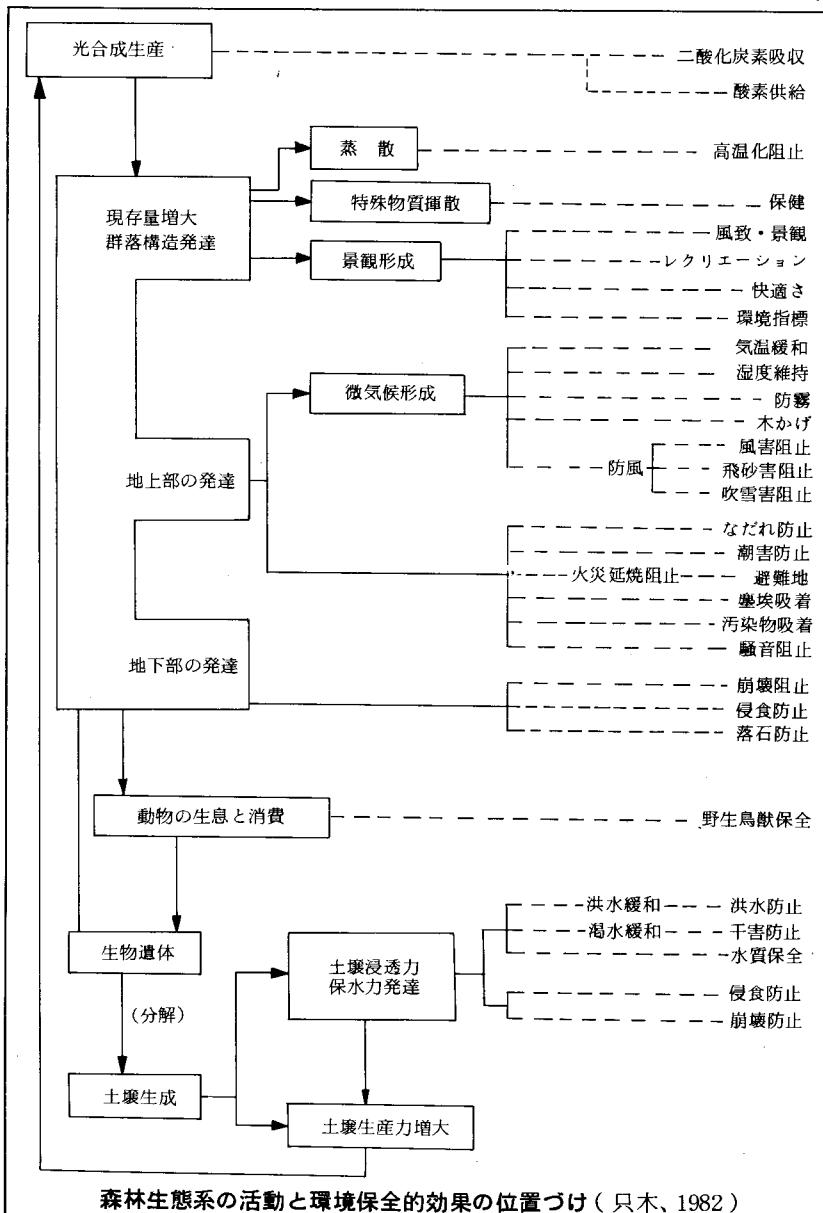 光合成生産
二酸化炭素吸収
酸素供給
蒸 散
高温化阻止
特殊物質揮散
保健
現存量増大
群落構造発達
風致・景観
景観形成
レクリエーション
快適さ
環境指標
気温緩和
湿度維持
微気候形成
防霧
木かげ
風害阻止
防風
飛砂害阻止
吹雪害阻止
地上部の発達
なだれ防止
潮害防止
火災延焼阻止
避難地
塵埃吸着
汚染物吸着
騒音阻止
地下部の発達
崩壊阻止
侵食防止
落石防止
動物の生息と消費
野生鳥獣保全
洪水緩和
洪水防止
渇水緩和
干害防止
水質保全
生物遺体
土壌浸透力
保水力発達
侵食防止
崩壊防止
(分解)
土壌生成
土壌生産力増大
森林生態系の活動と環境保全的効果の位置づけ(只木、1982)